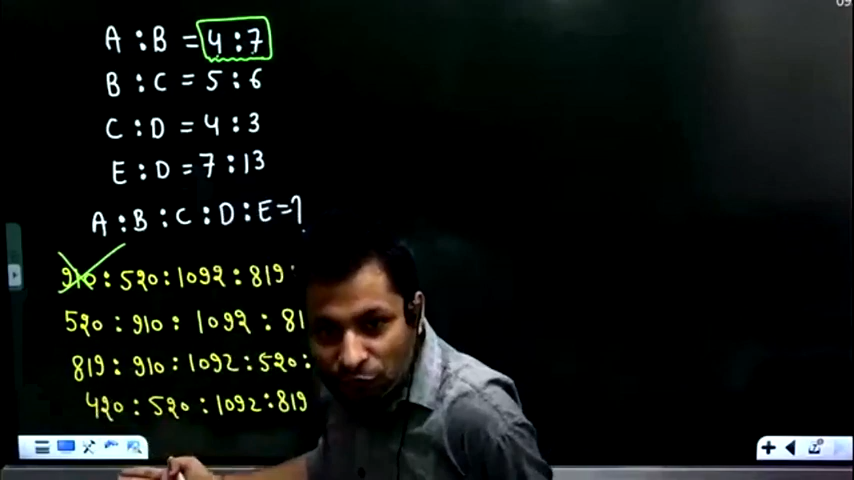 A : B = 4 : 7
B : C = 5 : 6
C : D = 4 : 3
E : D = 7 : 13
A : B : C : D : E = ?
910 : 520 : 1092 : 819 :
520 : 910 : 1092 : 81
819 : 910 : 1092 : 520 :
420 : 520 : 1092 : 819